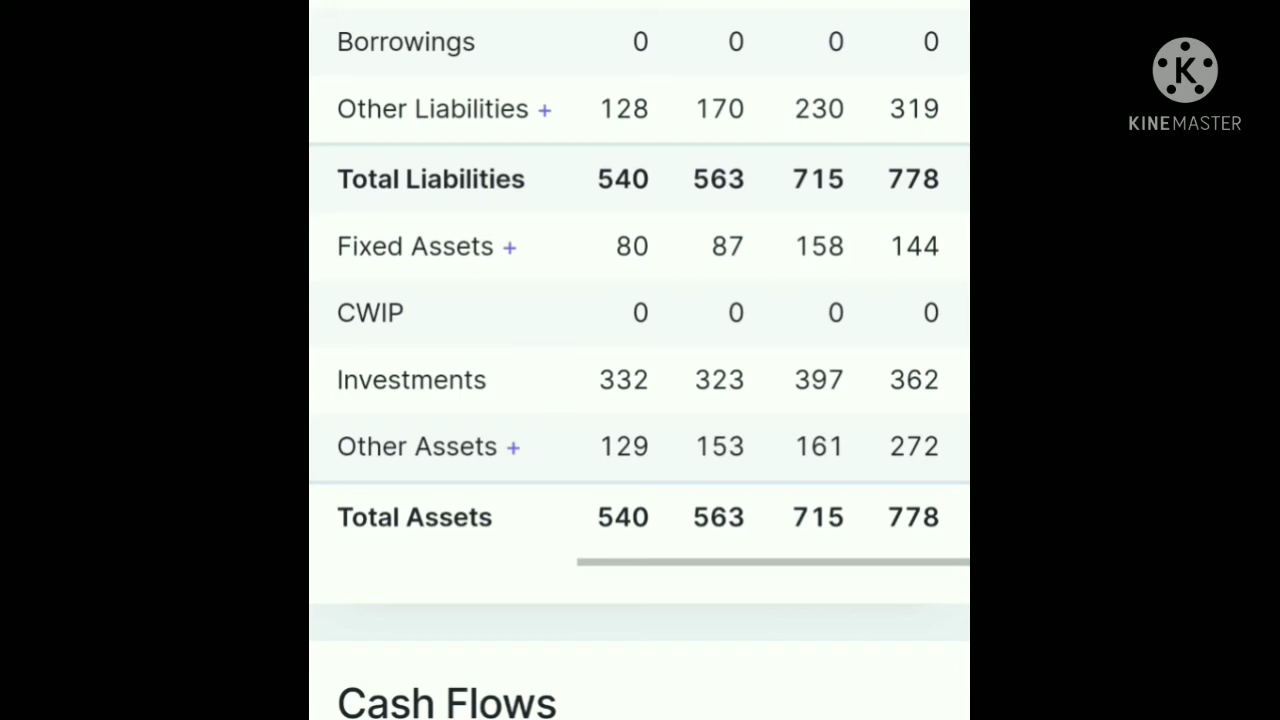 Borrowings 0 0 0 0
K
KINEMASTER
Other Liabilities + 128 170 230 319
Total Liabilities 540 563 715 778
Fixed Assets + 80 87 158 144
CWIP 0 0 0 0
Investments 332 323 397 362
Other Assets + 129 153 161 272
Total Assets 540 563 715 778
Cash Flows